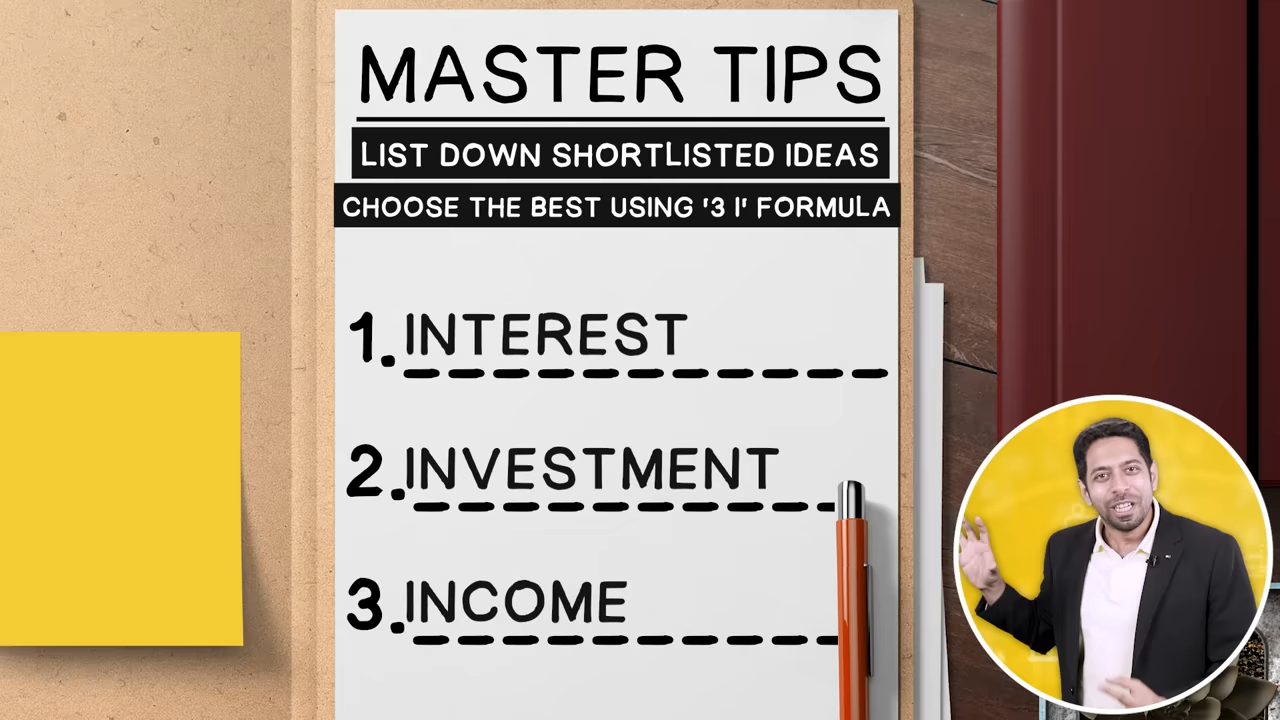 MASTER TIPS
LIST DOWN SHORTLISTED IDEAS
CHOOSE THE BEST USING '3 I' FORMULA
1. INTEREST
2. INVESTMENT
3. INCOME